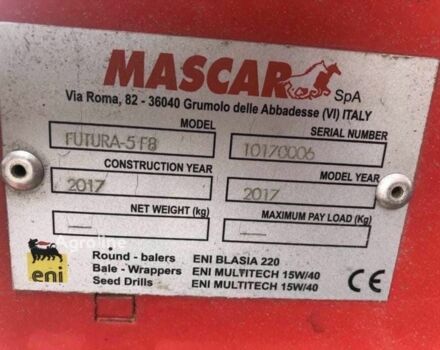 MASCAR SpA
Via Roma, 82 - 36040 Grumolo delle Abbadesse (VI) ITALY
MODEL
FUTURA-5 F8
SERIAL NUMBER
10170006
CONSTRUCTION YEAR
2017
MODEL YEAR
2017
NET WEIGHT (kg)
—
MAXIMUM PAY LOAD (Kg)
—
Agroline
eni
Round - balers ENI BLASIA 220
Bale - Wrappers ENI MULTITECH 15W/40
Seed Drills ENI MULTITECH 15W/40
CE